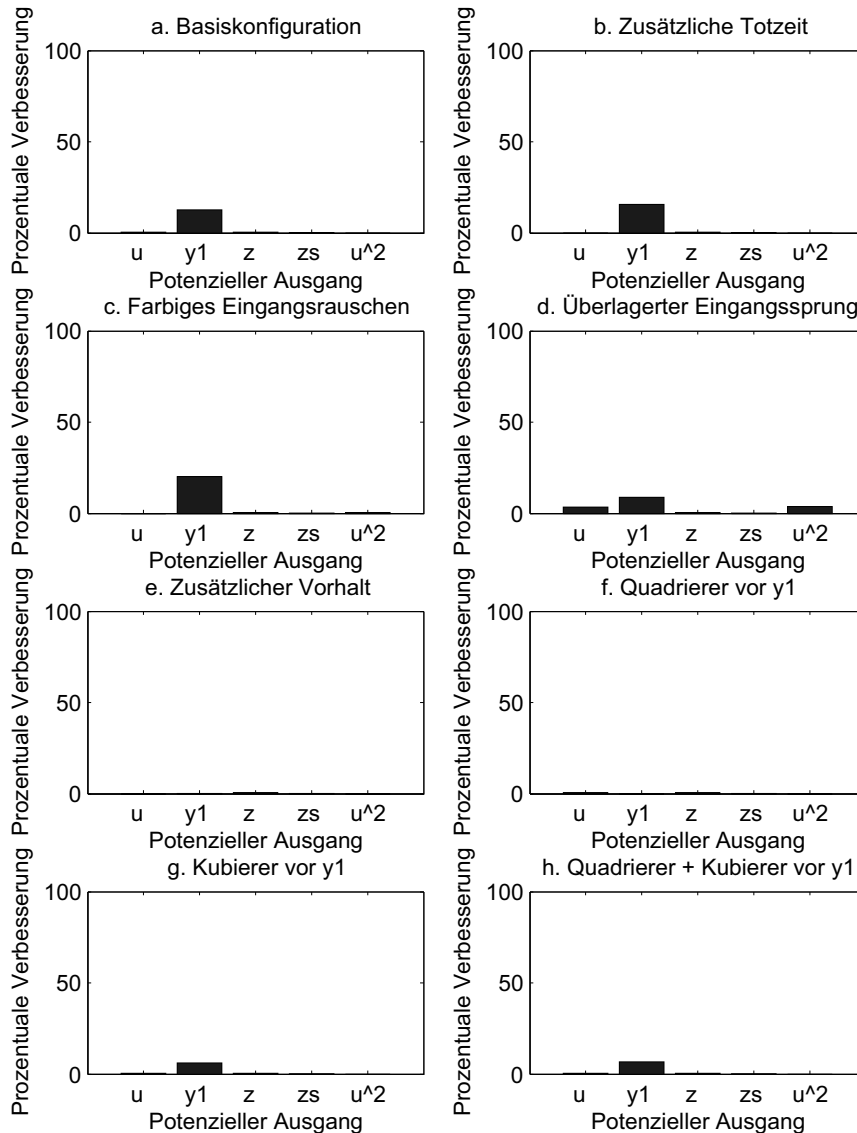 a. Basiskonfiguration
Prozentuale Verbesserung
100
50
0
u y1 z zs u^2
Potenzieller Ausgang
b. Zusätzliche Totzeit
Prozentuale Verbesserung
100
50
0
u y1 z zs u^2
Potenzieller Ausgang
c. Farbiges Eingangsrauschen
Prozentuale Verbesserung
100
50
0
u y1 z zs u^2
Potenzieller Ausgang
d. Überlagerter Eingangssprung
Prozentuale Verbesserung
100
50
0
u y1 z zs u^2
Potenzieller Ausgang
e. Zusätzlicher Vorhalt
Prozentuale Verbesserung
100
50
0
u y1 z zs u^2
Potenzieller Ausgang
f. Quadrierer vor y1
Prozentuale Verbesserung
100
50
0
u y1 z zs u^2
Potenzieller Ausgang
g. Kubierer vor y1
Prozentuale Verbesserung
100
50
0
u y1 z zs u^2
Potenzieller Ausgang
h. Quadrierer + Kubierer vor y1
Prozentuale Verbesserung
100
50
0
u y1 z zs u^2
Potenzieller Ausgang